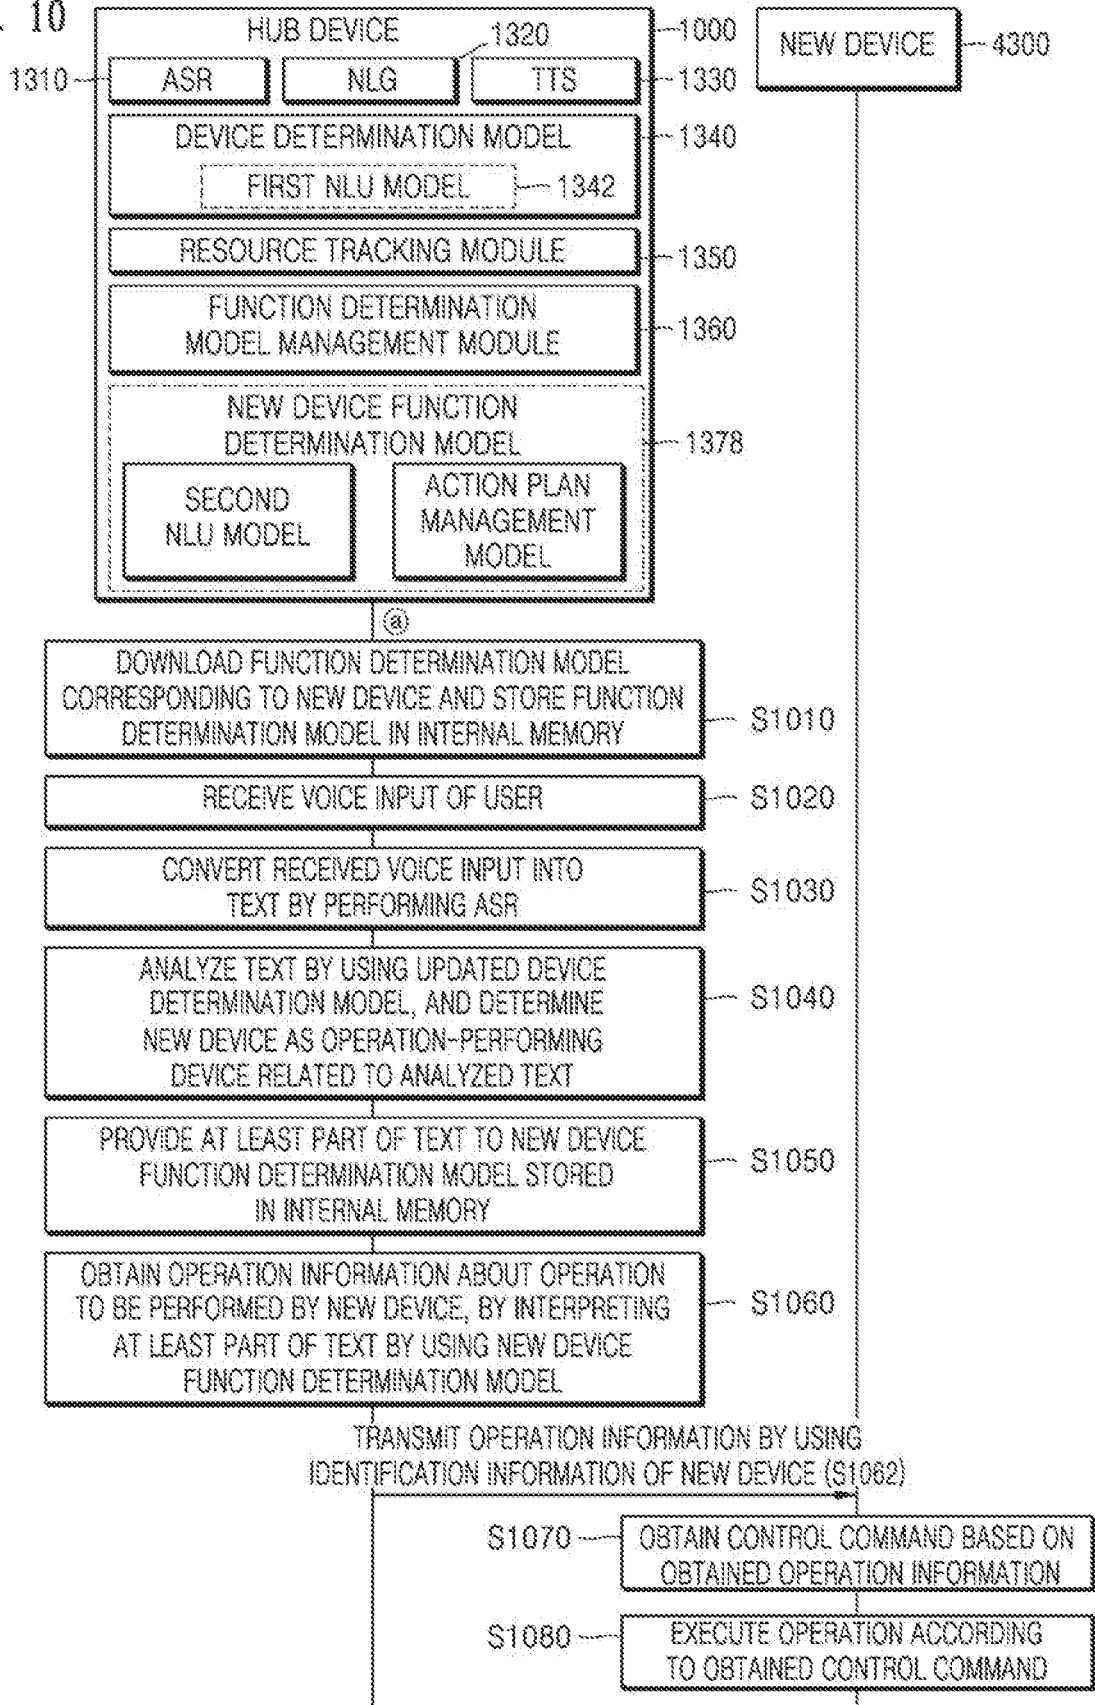 10
HUB DEVICE
1000
NEW DEVICE
4300
1310
ASR
1320
NLG
TTS
1330
DEVICE DETERMINATION MODEL
1340
FIRST NLU MODEL
1342
RESOURCE TRACKING MODULE
1350
FUNCTION DETERMINATION
MODEL MANAGEMENT MODULE
1360
NEW DEVICE FUNCTION
DETERMINATION MODEL
1378
SECOND
NLU MODEL
ACTION PLAN
MANAGEMENT
MODEL
ⓐ
DOWNLOAD FUNCTION DETERMINATION MODEL
CORRESPONDING TO NEW DEVICE AND STORE FUNCTION
DETERMINATION MODEL IN INTERNAL MEMORY
S1010
RECEIVE VOICE INPUT OF USER
S1020
CONVERT RECEIVED VOICE INPUT INTO
TEXT BY PERFORMING ASR
S1030
ANALYZE TEXT BY USING UPDATED DEVICE
DETERMINATION MODEL, AND DETERMINE
NEW DEVICE AS OPERATION-PERFORMING
DEVICE RELATED TO ANALYZED TEXT
S1040
PROVIDE AT LEAST PART OF TEXT TO NEW DEVICE
FUNCTION DETERMINATION MODEL STORED
IN INTERNAL MEMORY
S1050
OBTAIN OPERATION INFORMATION ABOUT OPERATION
TO BE PERFORMED BY NEW DEVICE, BY INTERPRETING
AT LEAST PART OF TEXT BY USING NEW DEVICE
FUNCTION DETERMINATION MODEL
S1060
TRANSMIT OPERATION INFORMATION BY USING
IDENTIFICATION INFORMATION OF NEW DEVICE (S1062)
S1070
OBTAIN CONTROL COMMAND BASED ON
OBTAINED OPERATION INFORMATION
S1080
EXECUTE OPERATION ACCORDING
TO OBTAINED CONTROL COMMAND